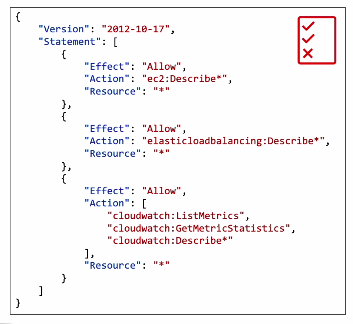 {
    "Version": "2012-10-17",
    "Statement": [
        {
            "Effect": "Allow",
            "Action": "ec2:Describe*",
            "Resource": "*"
        },
        {
            "Effect": "Allow",
            "Action": "elasticloadbalancing:Describe*",
            "Resource": "*"
        },
        {
            "Effect": "Allow",
            "Action": [
                "cloudwatch:ListMetrics",
                "cloudwatch:GetMetricStatistics",
                "cloudwatch:Describe*"
            ],
            "Resource": "*"
        }
    ]
}